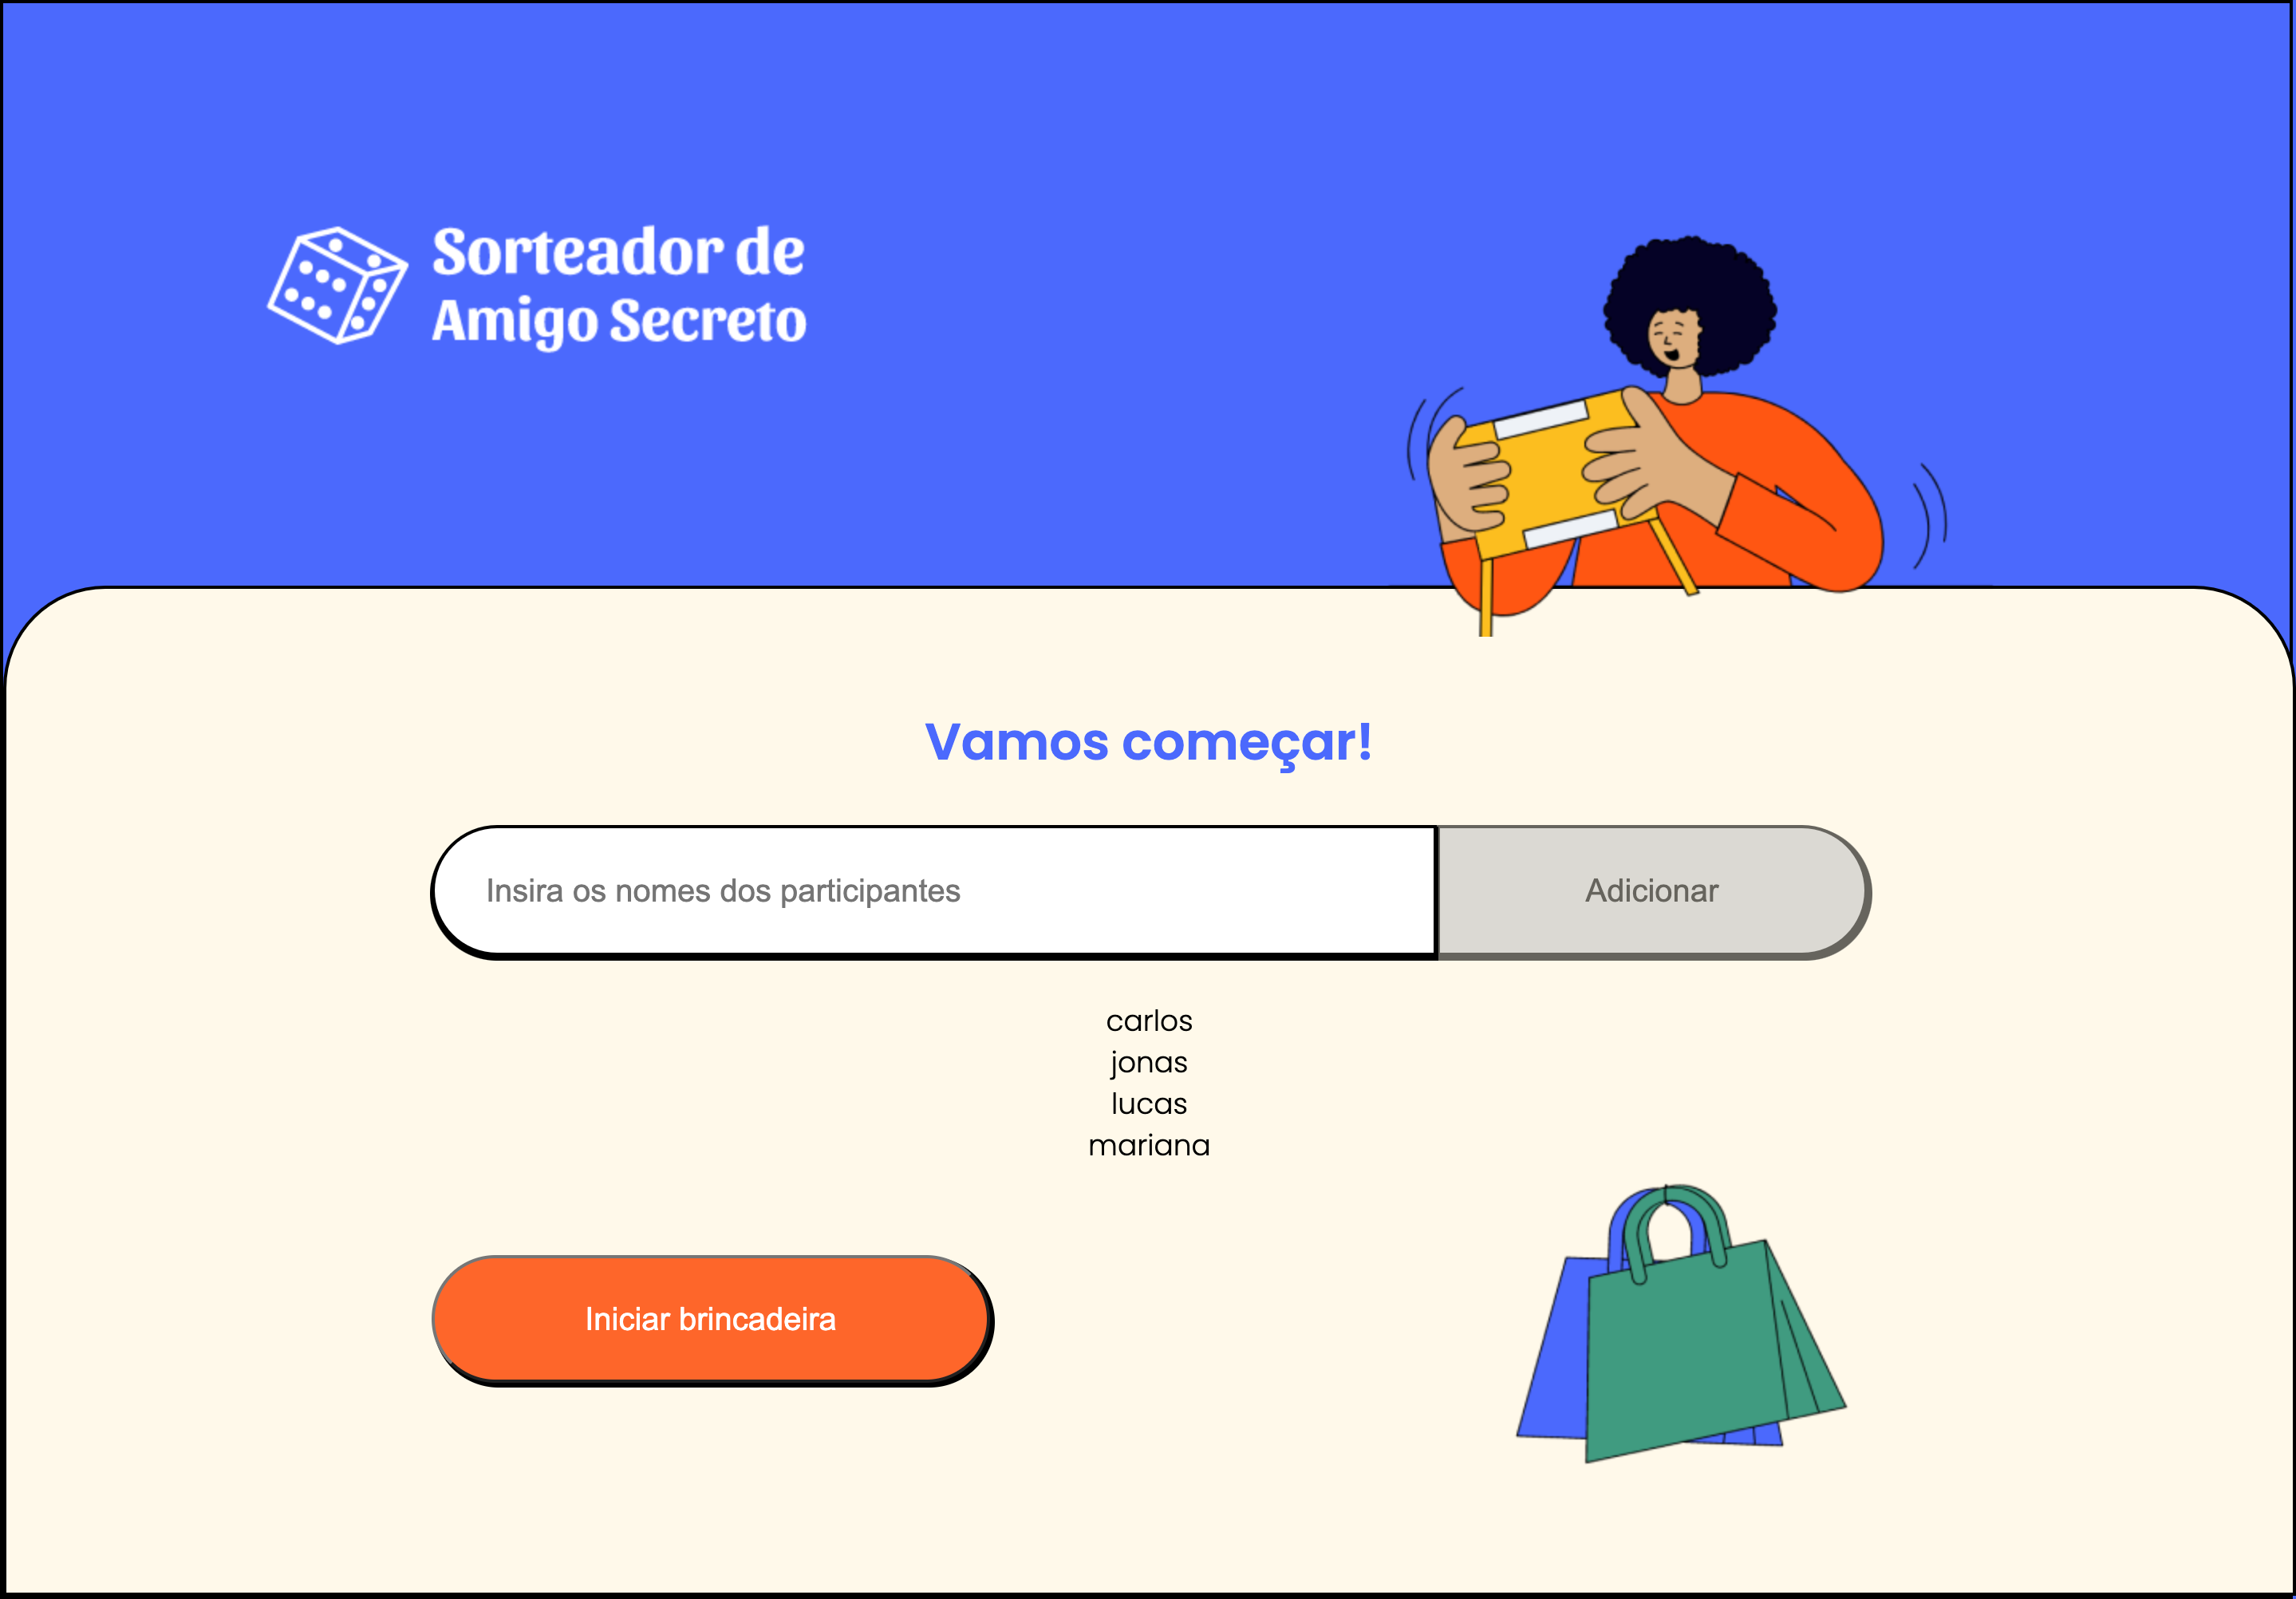 Sorteador de
Amigo Secreto
Vamos começar!
Insira os nomes dos participantes
Adicionar
carlos
jonas
lucas
mariana
Iniciar brincadeira